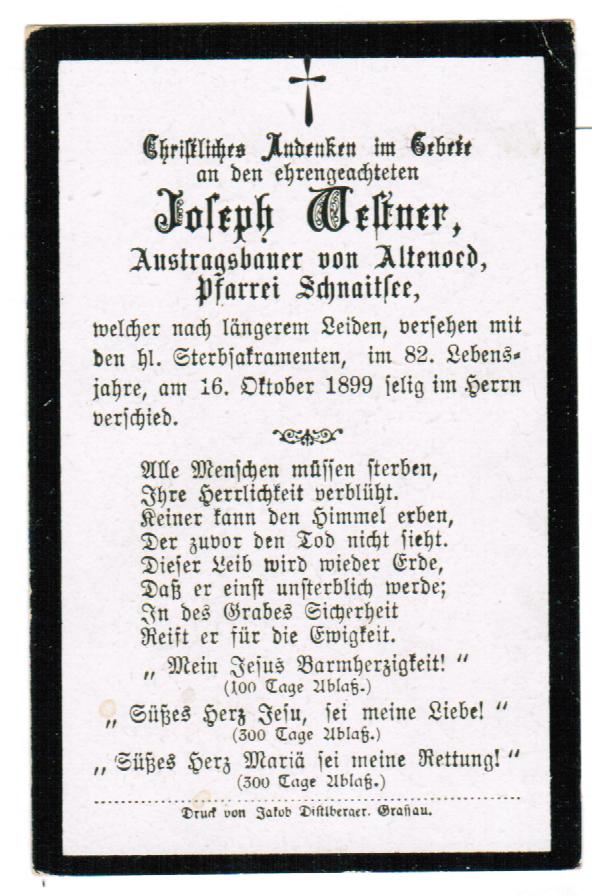 Christliches Andenken im Gebete
an den ehrengeachteten
Joseph Westner,
Austragsbauer von Altenoed,
Pfarrei Schnaitsee,
welcher nach längerem Leiden, versehen mit
den hl. Sterbsakramenten, im 82. Lebens-
jahre, am 16. Oktober 1899 selig im Herrn
verschied.
Alle Menschen müssen sterben,
Ihre Herrlichkeit verblüht.
Keiner kann den Himmel erben,
Der zuvor den Tod nicht sieht.
Dieser Leib wird wieder Erde,
Daß er einst unsterblich werde;
In des Grabes Sicherheit
Reift er für die Ewigkeit.
„ Mein Jesus Barmherzigkeit! “
(100 Tage Ablaß.)
„ Süßes Herz Jesu, sei meine Liebe! “
(300 Tage Ablaß.)
„ Süßes Herz Mariä sei meine Rettung! “
(300 Tage Ablaß.)
Druck von Jakob Distlberger. Grassau.